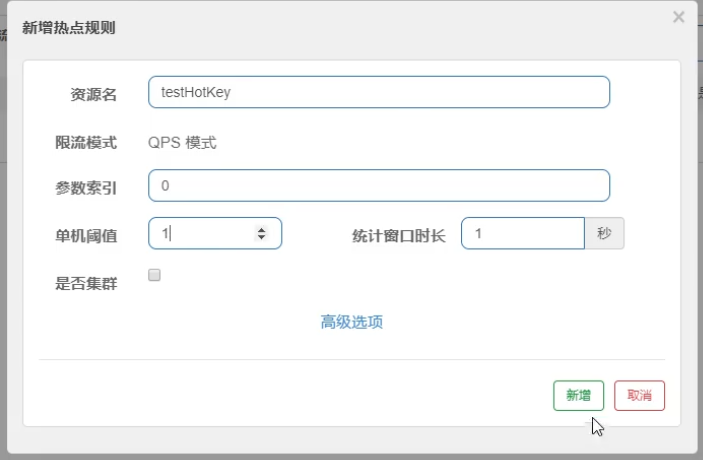 新增热点规则
×
资源名 testHotKey
限流模式 QPS 模式
参数索引 0
单机阈值 1 统计窗口时长 1 秒
是否集群
高级选项
新增 取消